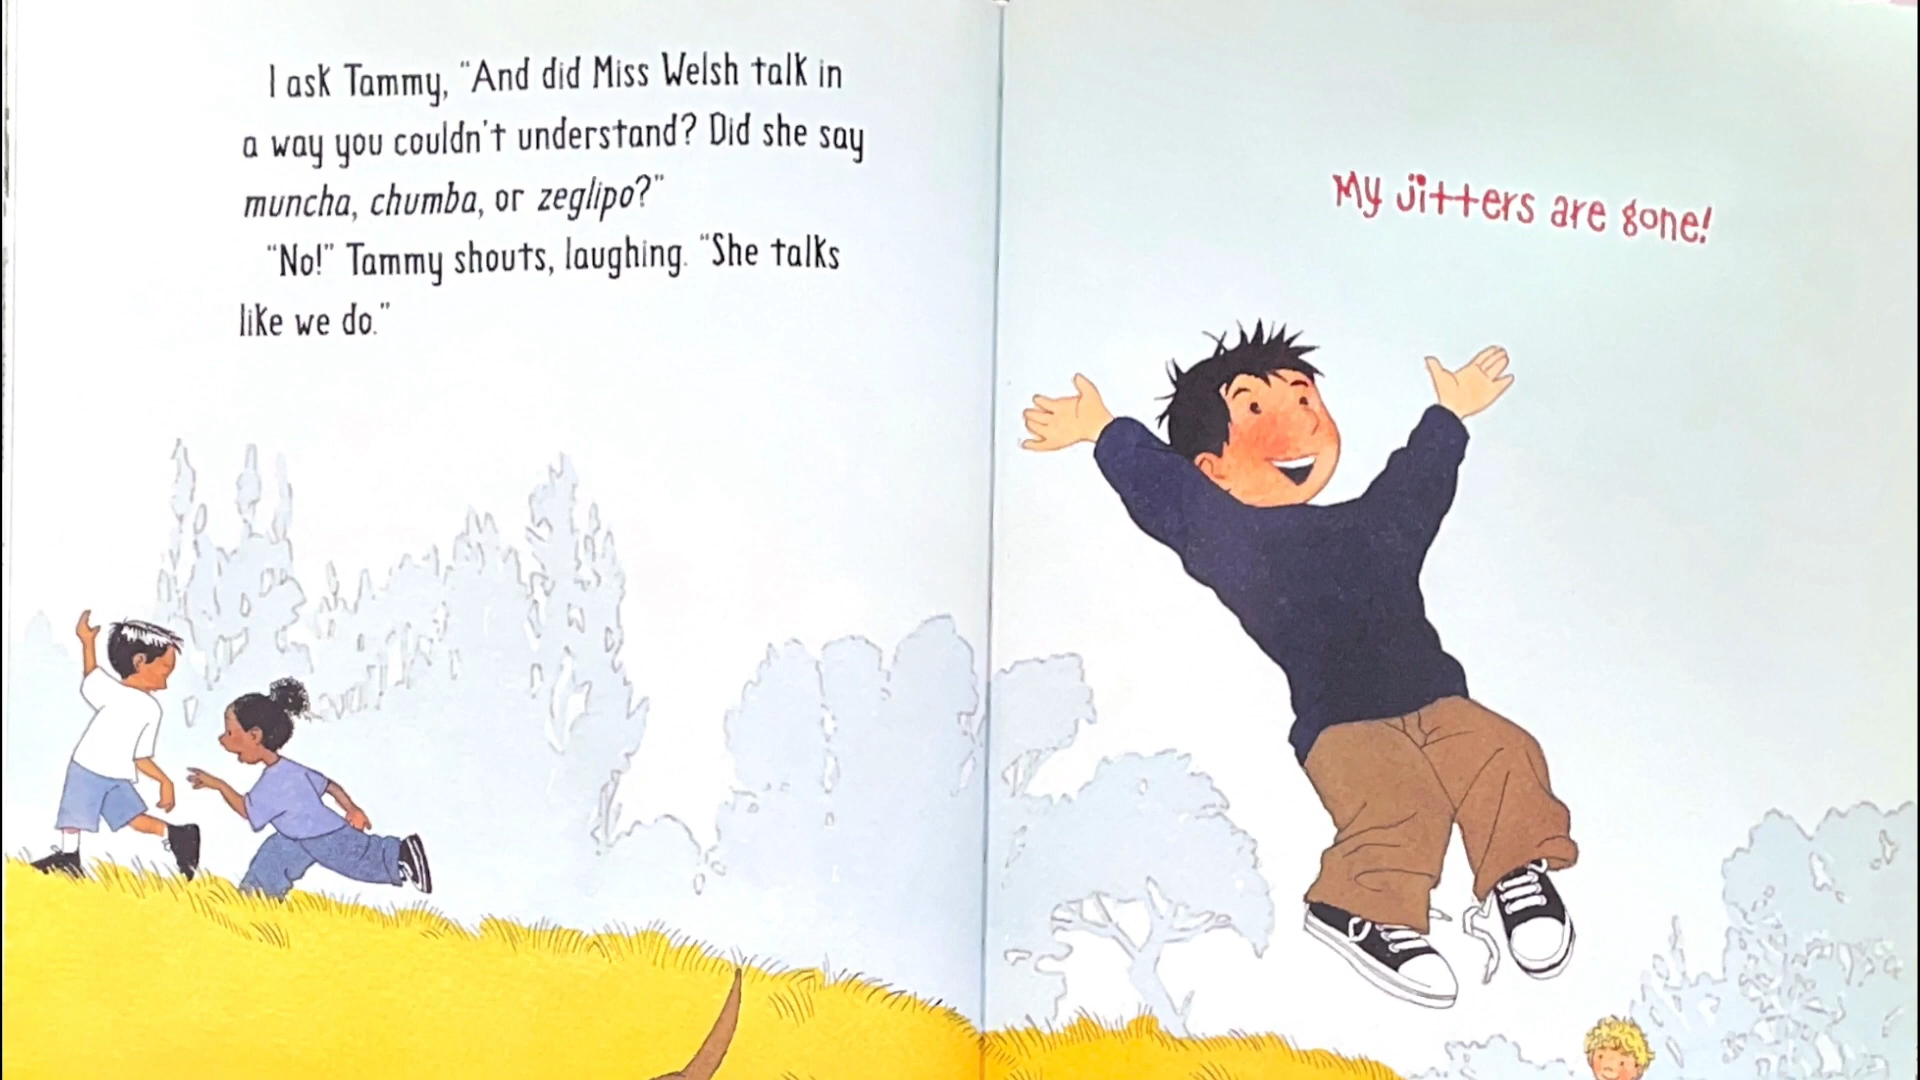 I ask Tammy, “And did Miss Welsh talk in
a way you couldn't understand? Did she say
muncha, chumba, or zeglipo?”
“No!” Tammy shouts, laughing. “She talks
like we do.”
My jitters are gone!